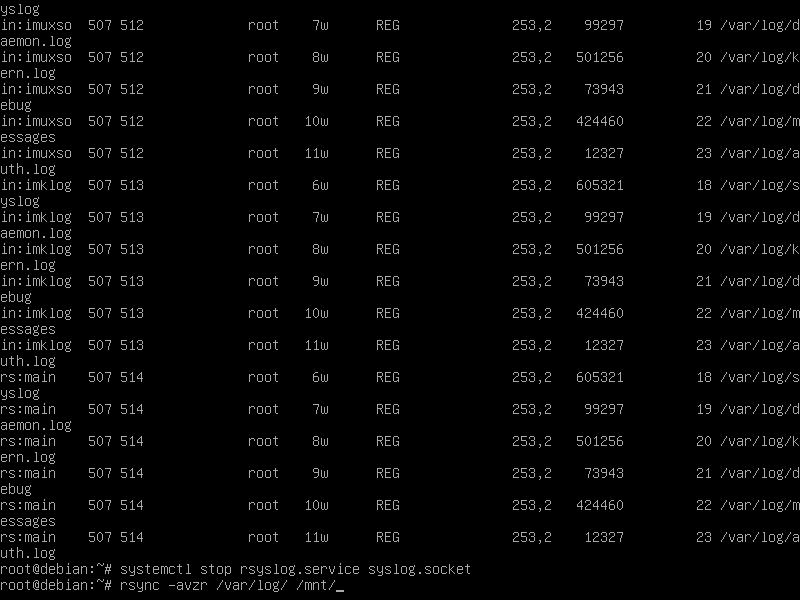 yslog
in:imuxso  507 512             root    7w      REG              253,2    99297         19 /var/log/d
aemon.log
in:imuxso  507 512             root    8w      REG              253,2   501256         20 /var/log/k
ern.log
in:imuxso  507 512             root    9w      REG              253,2    73943         21 /var/log/d
ebug
in:imuxso  507 512             root   10w      REG              253,2   424460         22 /var/log/m
essages
in:imuxso  507 512             root   11w      REG              253,2    12327         23 /var/log/a
uth.log
in:imklog  507 513             root    6w      REG              253,2   605321         18 /var/log/s
yslog
in:imklog  507 513             root    7w      REG              253,2    99297         19 /var/log/d
aemon.log
in:imklog  507 513             root    8w      REG              253,2   501256         20 /var/log/k
ern.log
in:imklog  507 513             root    9w      REG              253,2    73943         21 /var/log/d
ebug
in:imklog  507 513             root   10w      REG              253,2   424460         22 /var/log/m
essages
in:imklog  507 513             root   11w      REG              253,2    12327         23 /var/log/a
uth.log
rs:main    507 514             root    6w      REG              253,2   605321         18 /var/log/s
yslog
rs:main    507 514             root    7w      REG              253,2    99297         19 /var/log/d
aemon.log
rs:main    507 514             root    8w      REG              253,2   501256         20 /var/log/k
ern.log
rs:main    507 514             root    9w      REG              253,2    73943         21 /var/log/d
ebug
rs:main    507 514             root   10w      REG              253,2   424460         22 /var/log/m
essages
rs:main    507 514             root   11w      REG              253,2    12327         23 /var/log/a
uth.log
root@debian:~# systemctl stop rsyslog.service syslog.socket
root@debian:~# rsync -avzr /var/log/ /mnt/_